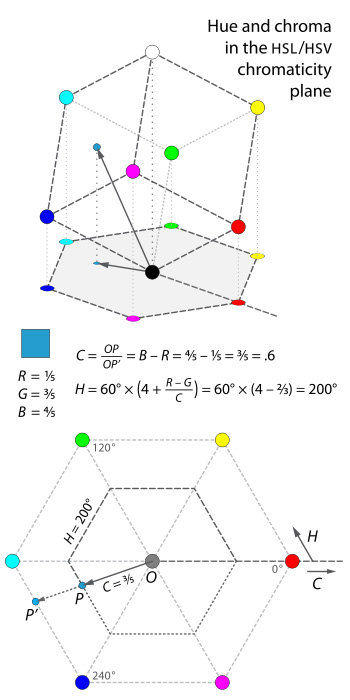 Hue and chroma
in the HSL/HSV
chromaticity
plane
R = ⅕
G = ⅗
B = ⅘
C = OP/OP′ = B – R = ⅘ – ⅕ = ⅗ = .6
H = 60° × (4 + (R – G)/C) = 60° × (4 – ⅔) = 200°
120°
H = 200°
H
0°
C
O
C = ⅗
P
P′
240°